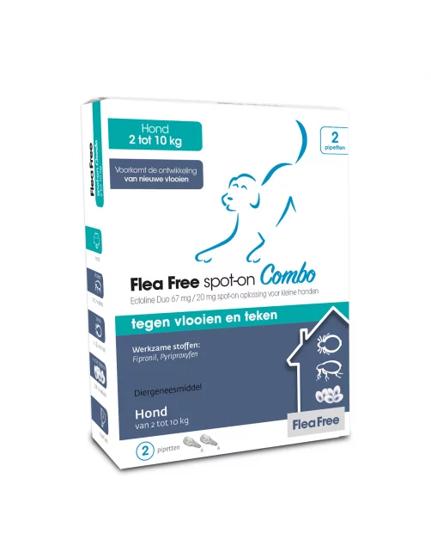 Hond
2 tot 10 kg
2
pipetten
Voorkomt de ontwikkeling
van nieuwe vlooien
Flea Free
Flea Free spot-on Combo
Ectoline Duo 67 mg / 20 mg spot-on oplossing voor kleine honden
tegen vlooien en teken
Werkzame stoffen:
Fipronil, Pyriproxyfen
Diergeneesmiddel
Hond
van 2 tot 10 kg
Flea Free
2 pipetten